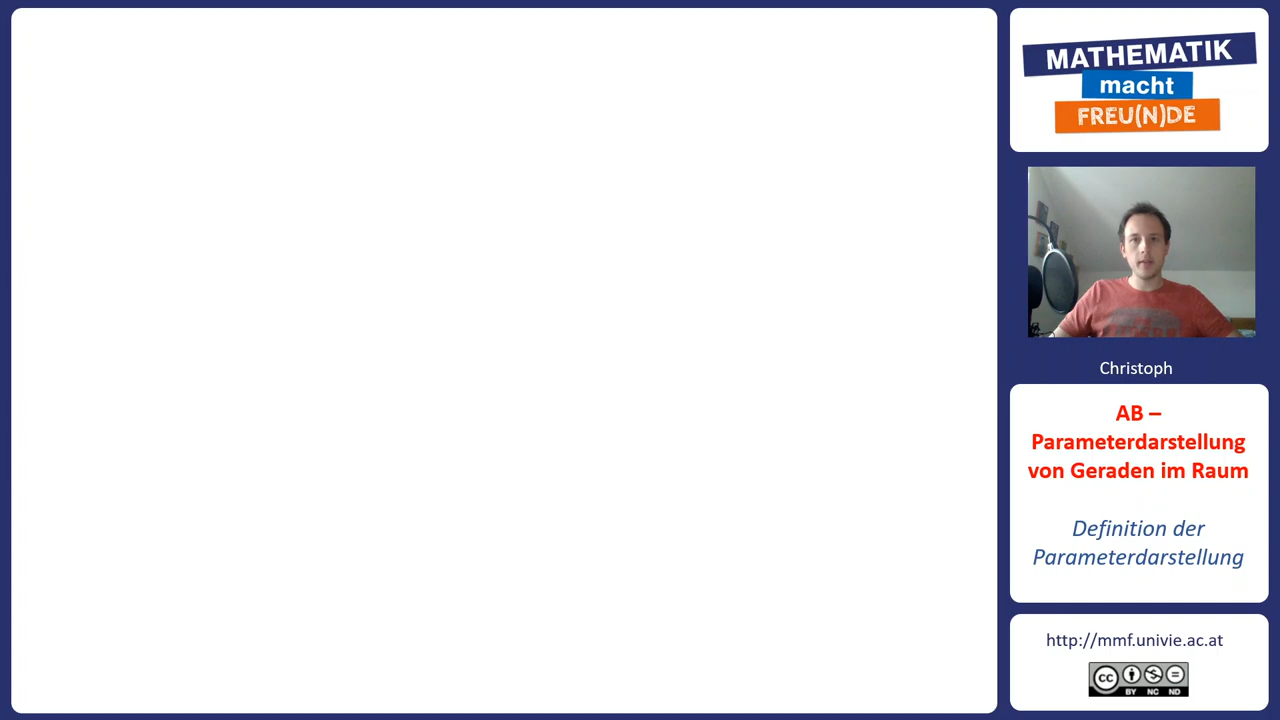 MATHEMATIK
macht
FREU(N)DE
Christoph
AB –
Parameterdarstellung
von Geraden im Raum
Definition der
Parameterdarstellung
http://mmf.univie.ac.at
cc
BY NC ND